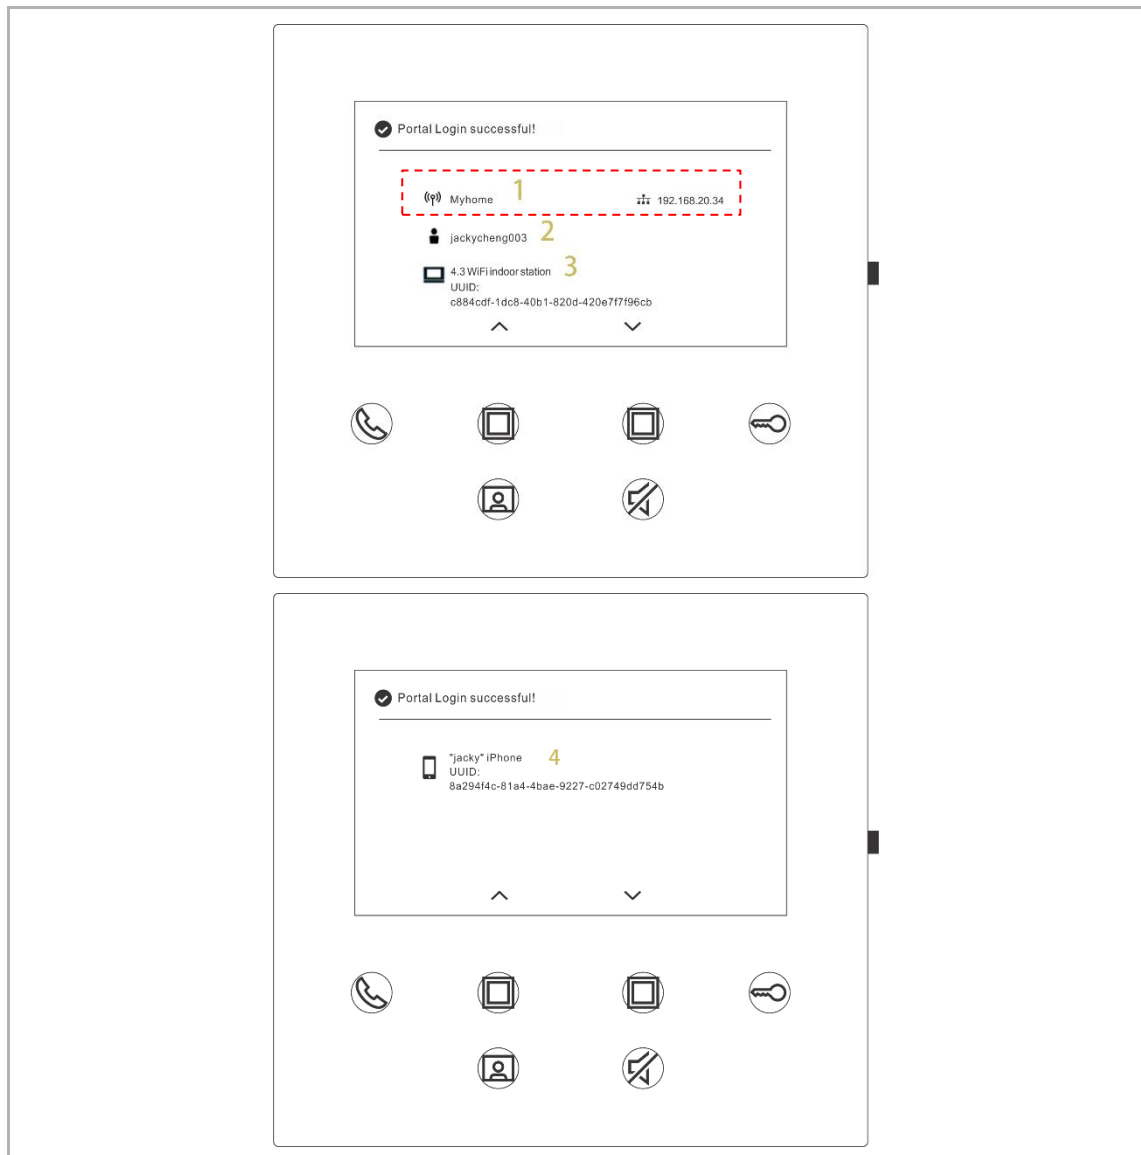 Portal Login successful!
Myhome 1 192.168.20.34
jackycheng003 2
4.3 WiFi indoor station 3
UUID:
c884cdf-1dc8-40b1-820d-420e7f7f96cb
Portal Login successful!
"jacky" iPhone 4
UUID:
8a294f4c-81a4-4bae-9227-c02749dd754b